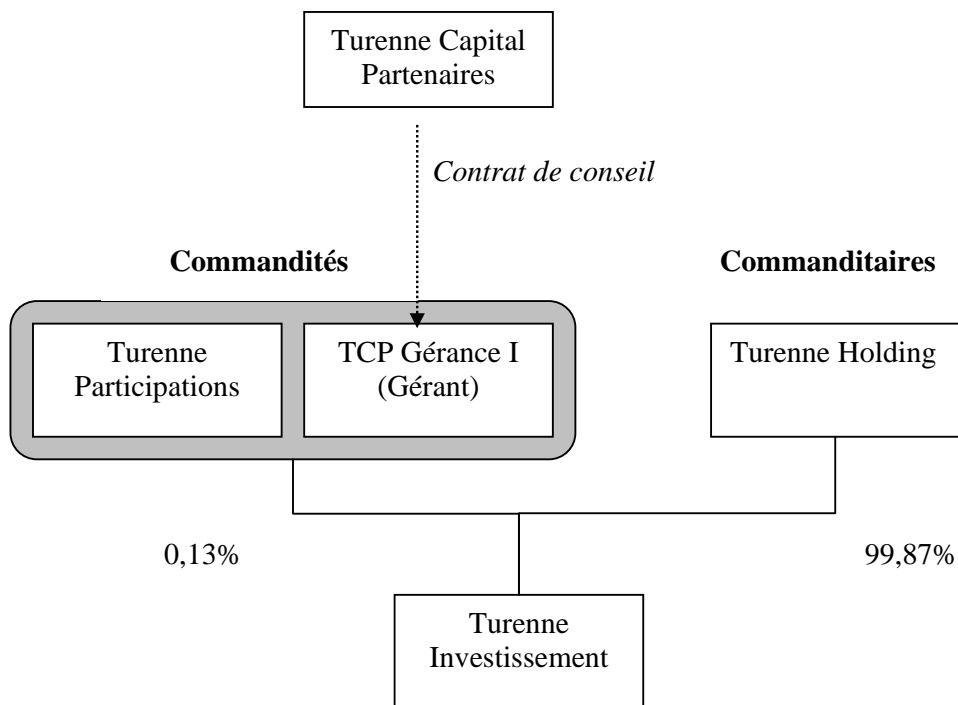 Turenne Capital
Partenaires
Contrat de conseil
Commandités
Commanditaires
Turenne
Participations
TCP Gérance I
(Gérant)
Turenne Holding
0,13%
99,87%
Turenne
Investissement